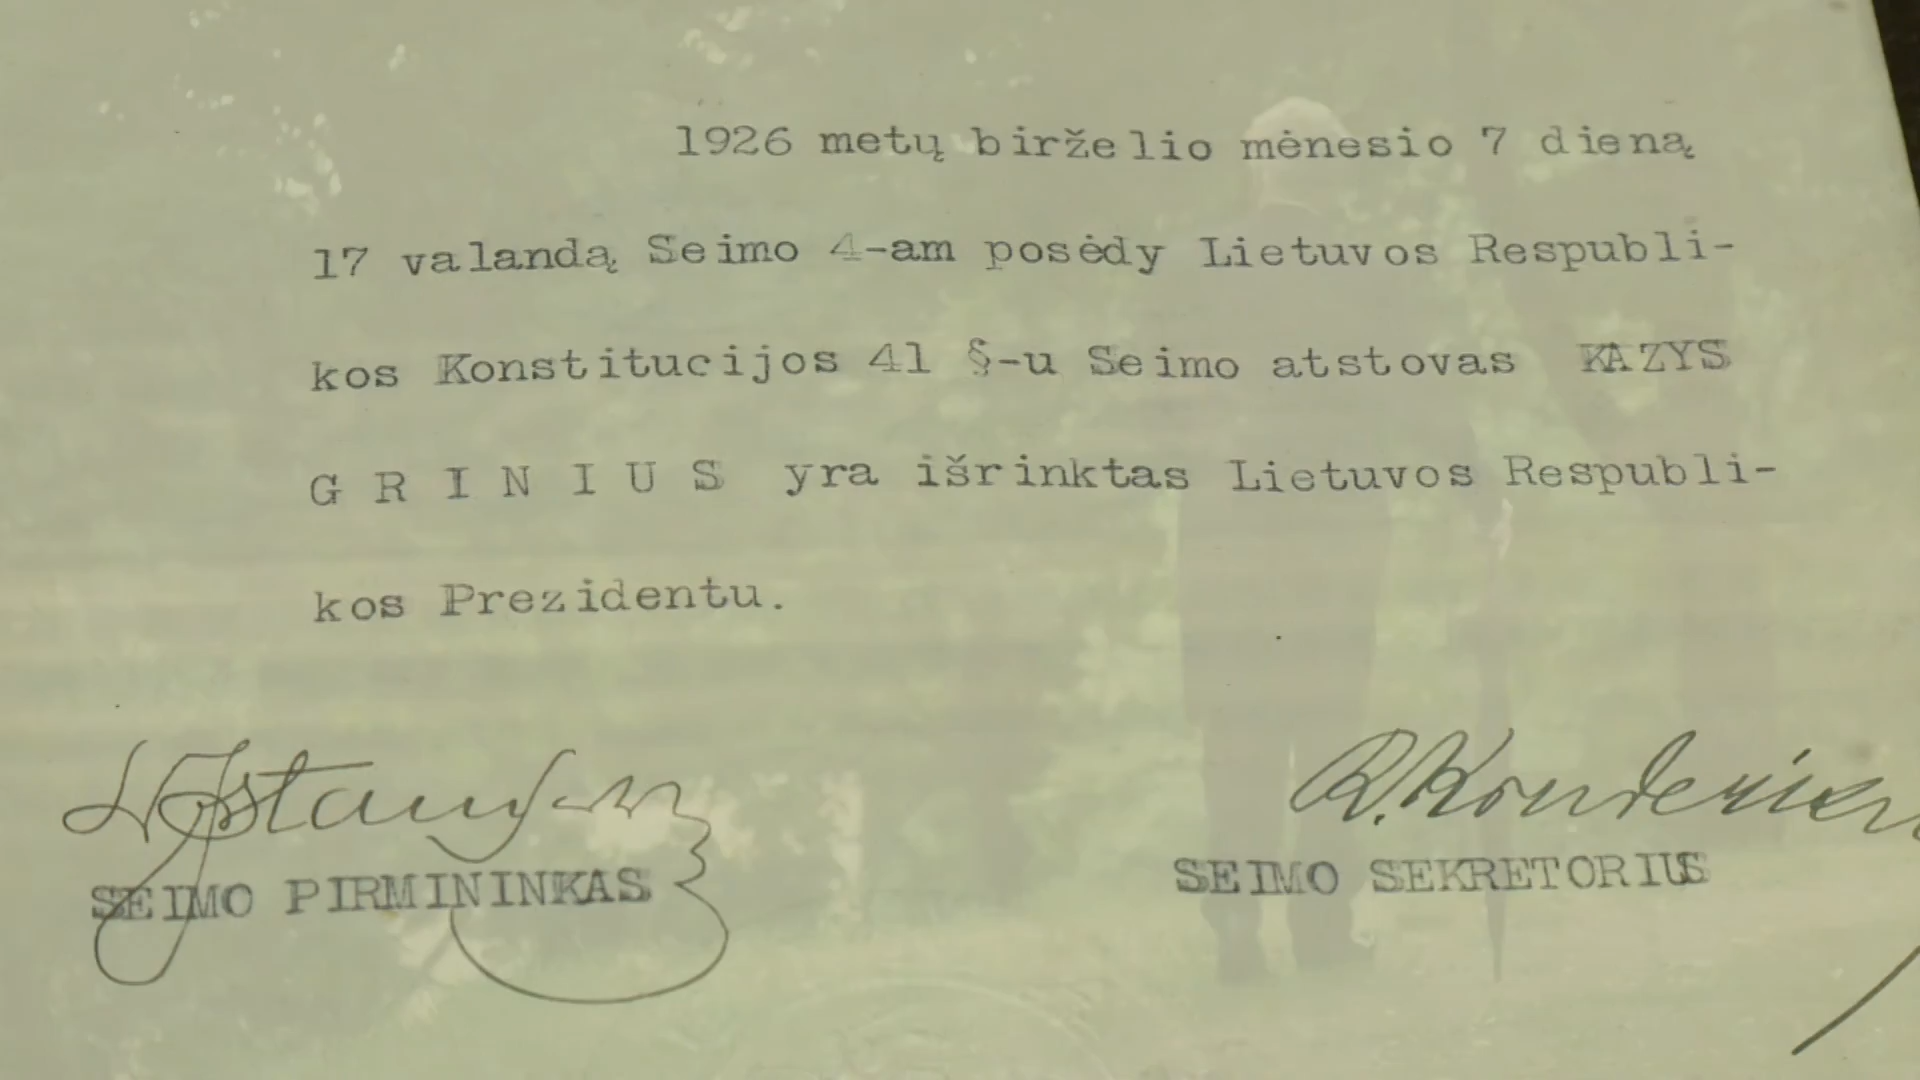 1926 metų birželio mėnesio 7 dieną
17 valandą Seimo 4-am posėdy Lietuvos Respubli-
kos Konstitucijos 41 §-u Seimo atstovas KAZYS
GRINIUS yra išrinktas Lietuvos Respubli-
kos Prezidentu.
SEIMO PIRMININKAS
SEIMO SEKRETORIUS